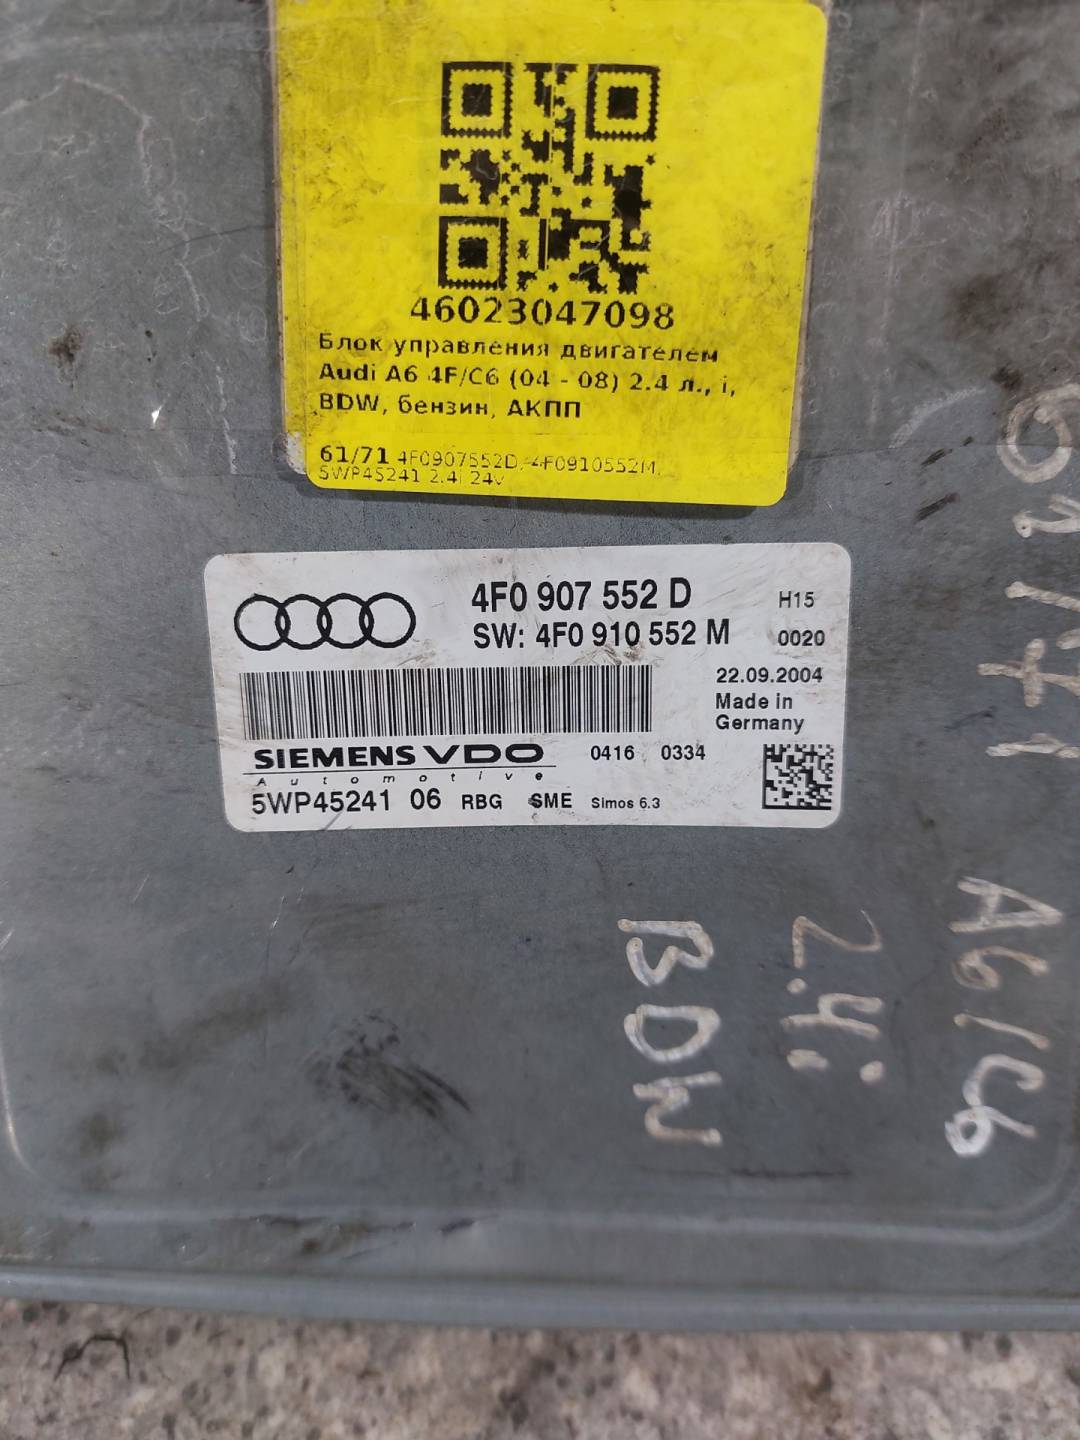 46023047098
Блок управления двигателем
Audi A6 4F/C6 (04 - 08) 2.4 л., i,
BDW, бензин, АКПП
61/71 4F0907552D, 4F0910552M,
5WP45241 2.4i 24v
4F0 907 552 D H15
SW: 4F0 910 552 M 0020
22.09.2004
Made in
Germany
SIEMENS VDO 0416 0334
Automotive
5WP45241 06 RBG SME Simos 6.3
61/71
A6/C6
2.4i
BDW